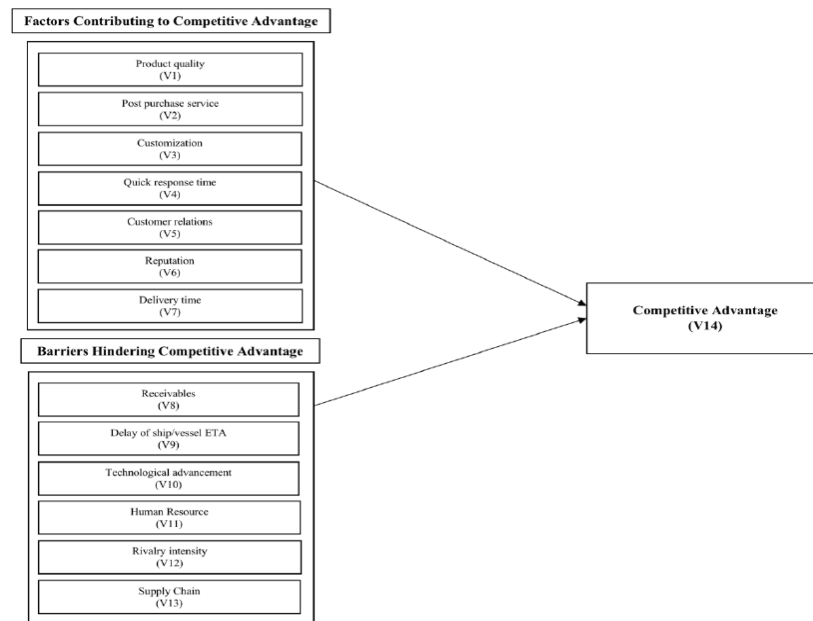 Factors Contributing to Competitive Advantage
Product quality
(V1)
Post purchase service
(V2)
Customization
(V3)
Quick response time
(V4)
Customer relations
(V5)
Reputation
(V6)
Delivery time
(V7)
Barriers Hindering Competitive Advantage
Receivables
(V8)
Delay of ship/vessel ETA
(V9)
Technological advancement
(V10)
Human Resource
(V11)
Rivalry intensity
(V12)
Supply Chain
(V13)
Competitive Advantage
(V14)